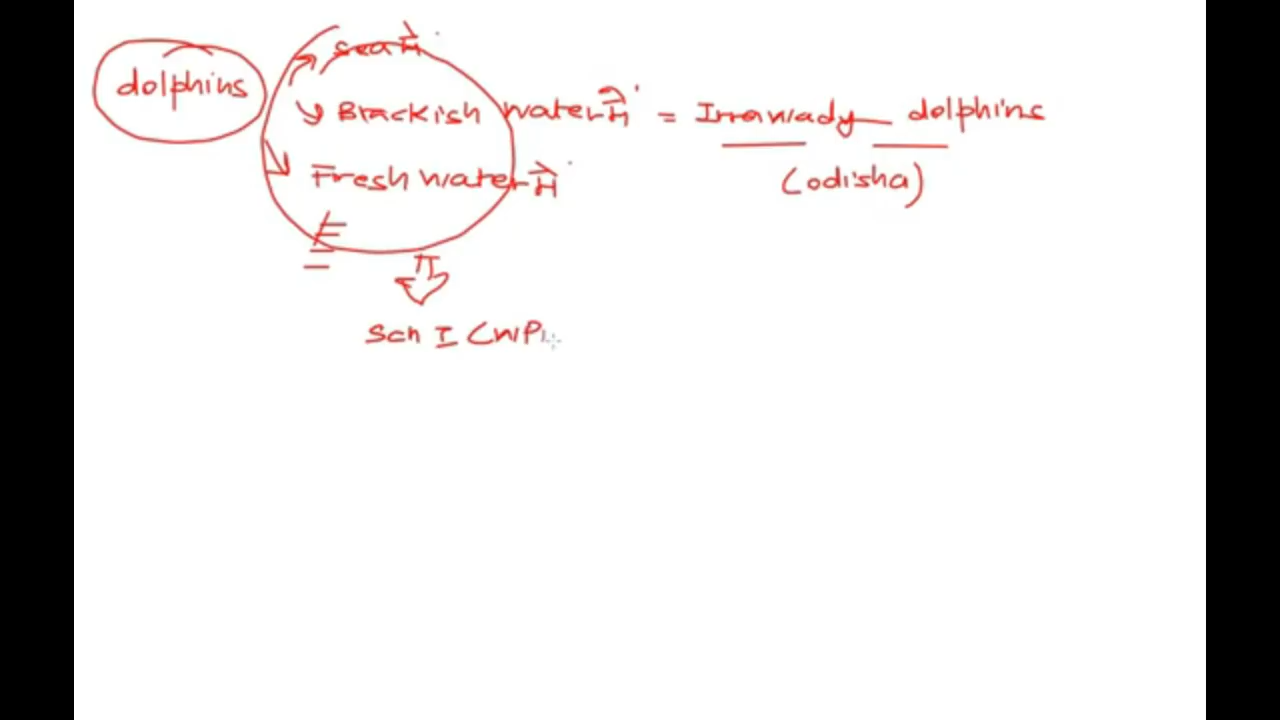 sea में
dolphins
Brackish water में = Irrawady dolphins
Fresh water में (odisha)
E
Sch I (WP